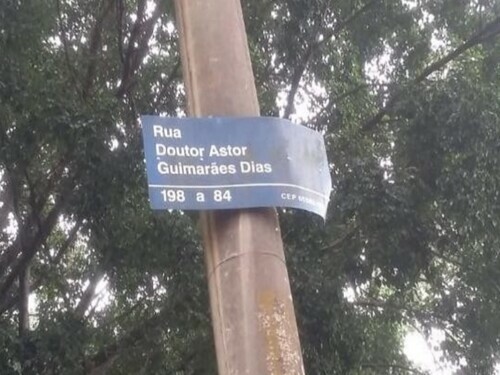 Rua
Doutor Astor
Guimarães Dias
198 a 84 CEP